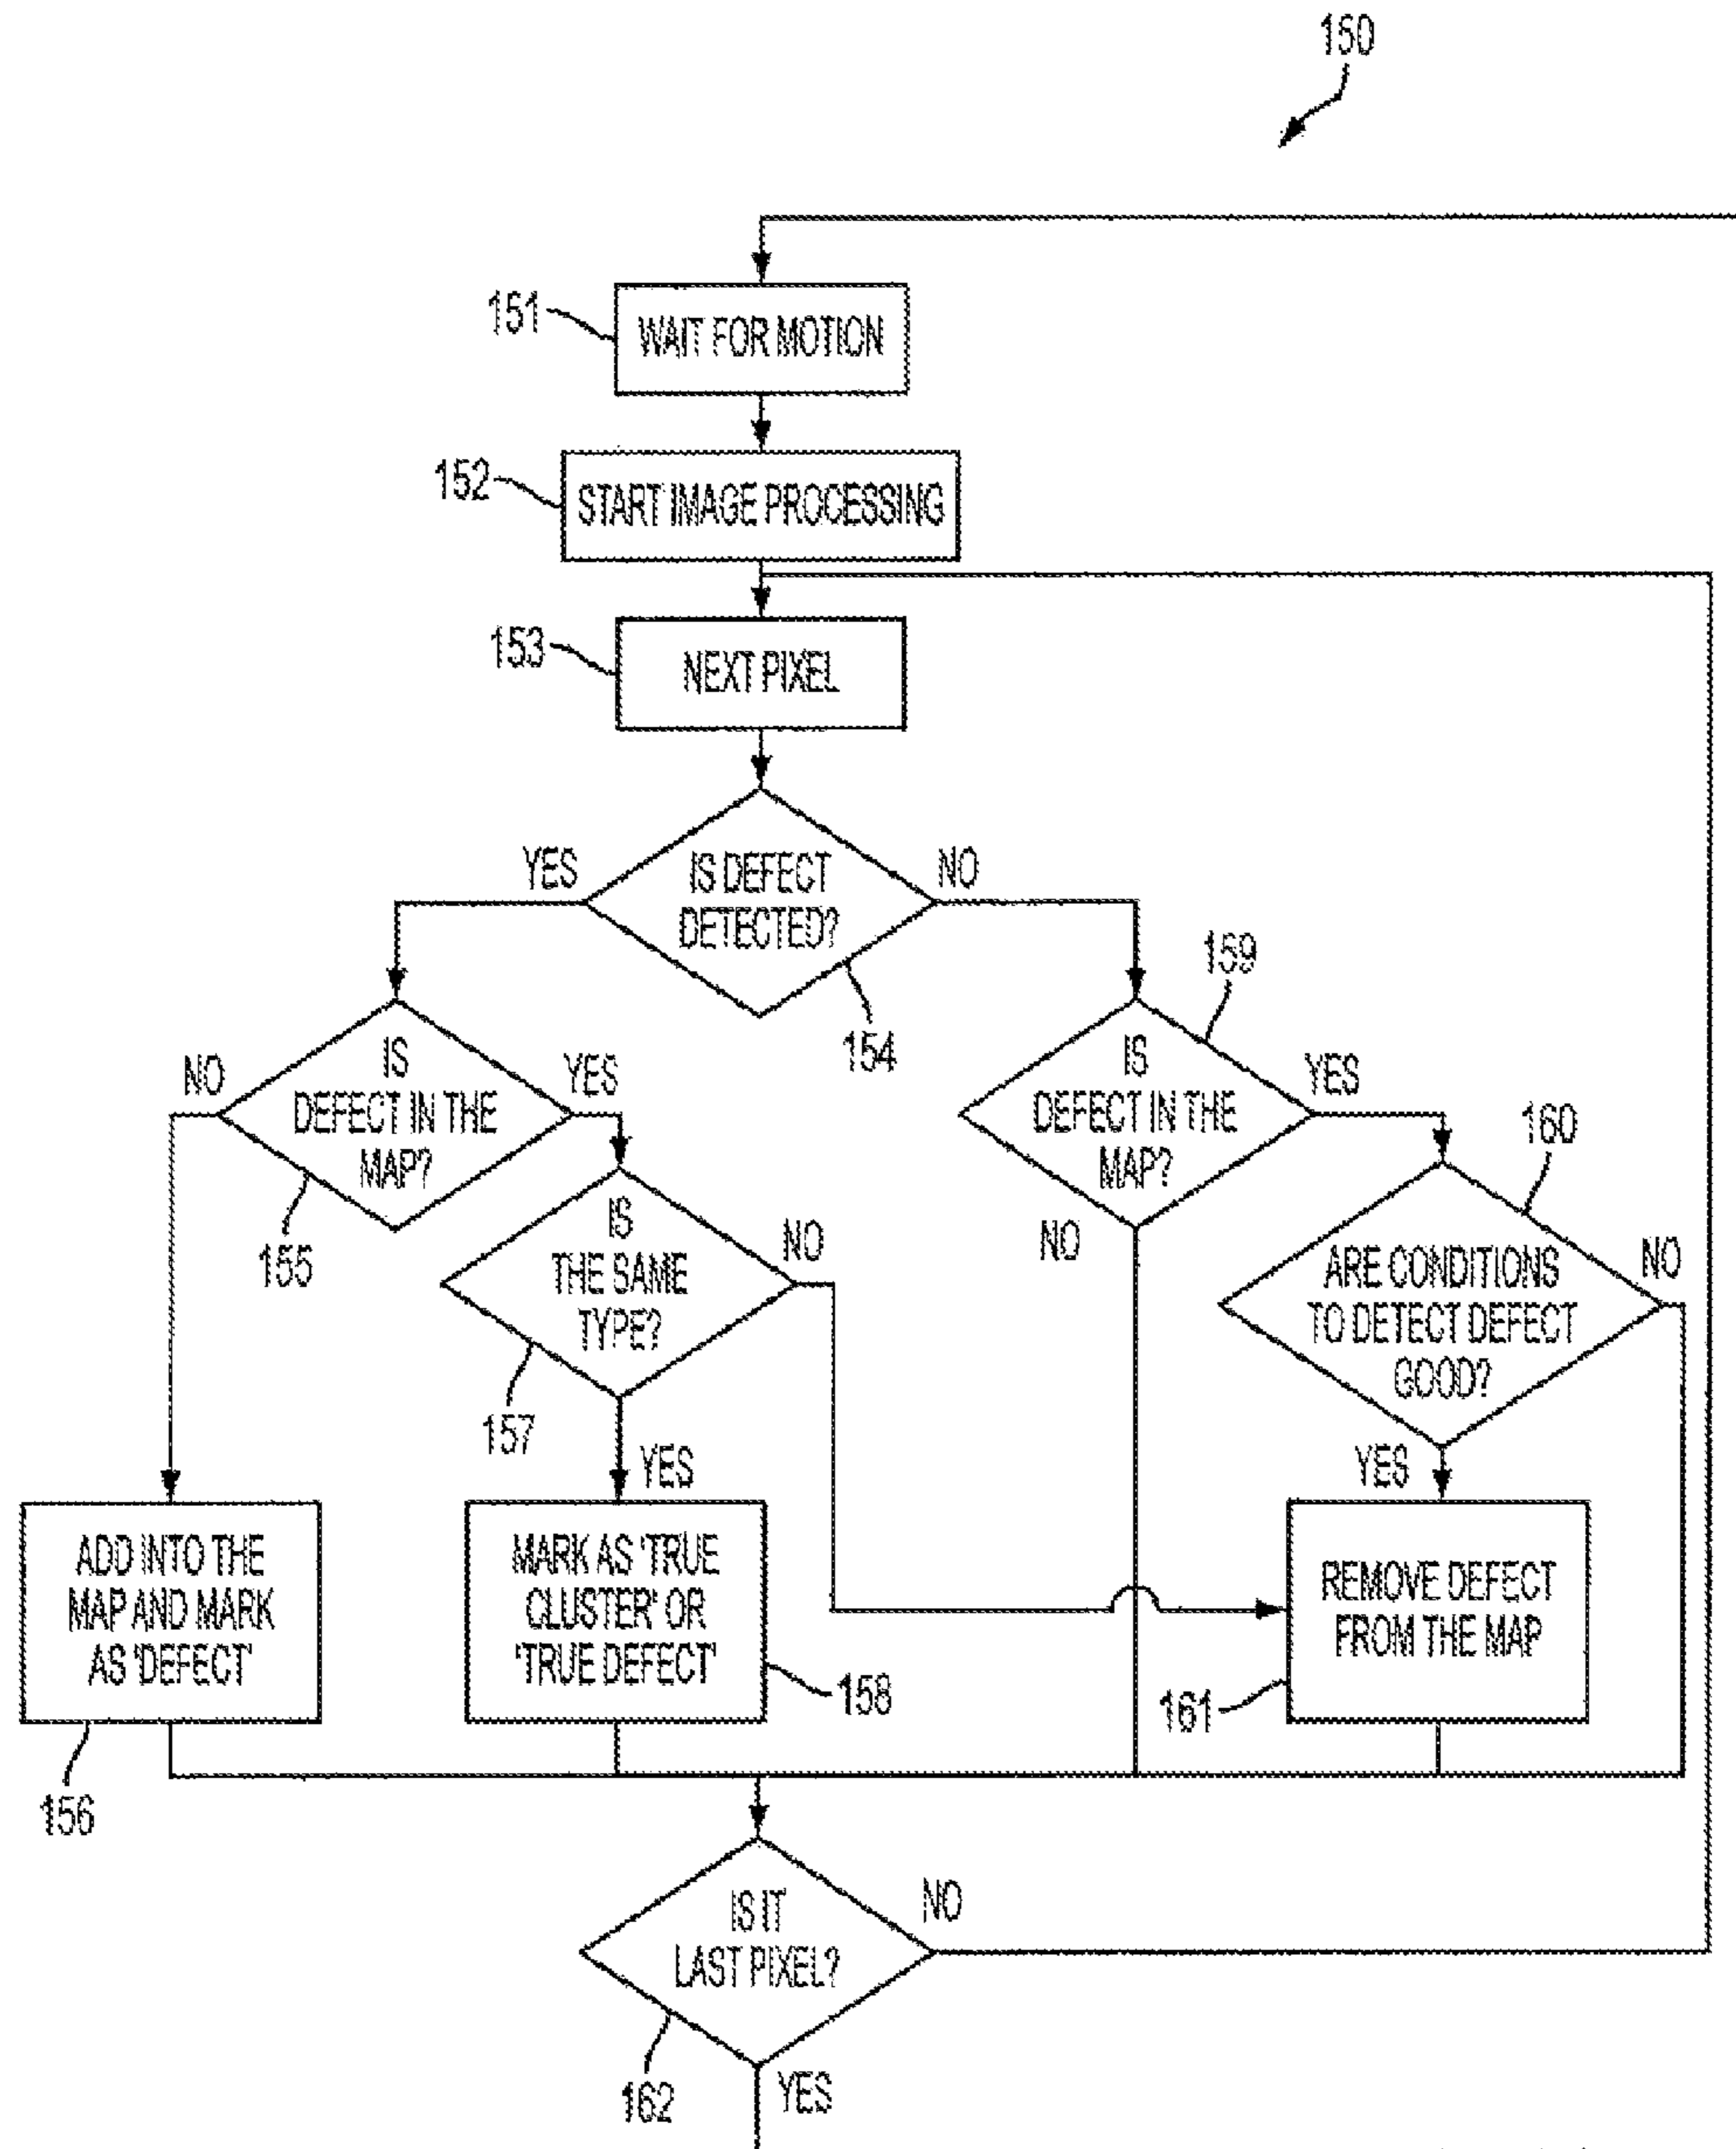 150
151
WAIT FOR MOTION
152
START IMAGE PROCESSING
153
NEXT PIXEL
YES
IS DEFECT
DETECTED?
NO
154
159
NO
IS
DEFECT IN THE
MAP?
YES
155
IS
DEFECT IN THE
MAP?
YES
NO
160
IS
THE SAME
TYPE?
NO
157
YES
ARE CONDITIONS
TO DETECT DEFECT
GOOD?
NO
YES
ADD INTO THE
MAP AND MARK
AS 'DEFECT'
156
MARK AS 'TRUE
CLUSTER' OR
'TRUE DEFECT'
158
REMOVE DEFECT
FROM THE MAP
161
IS IT
LAST PIXEL?
NO
162
YES